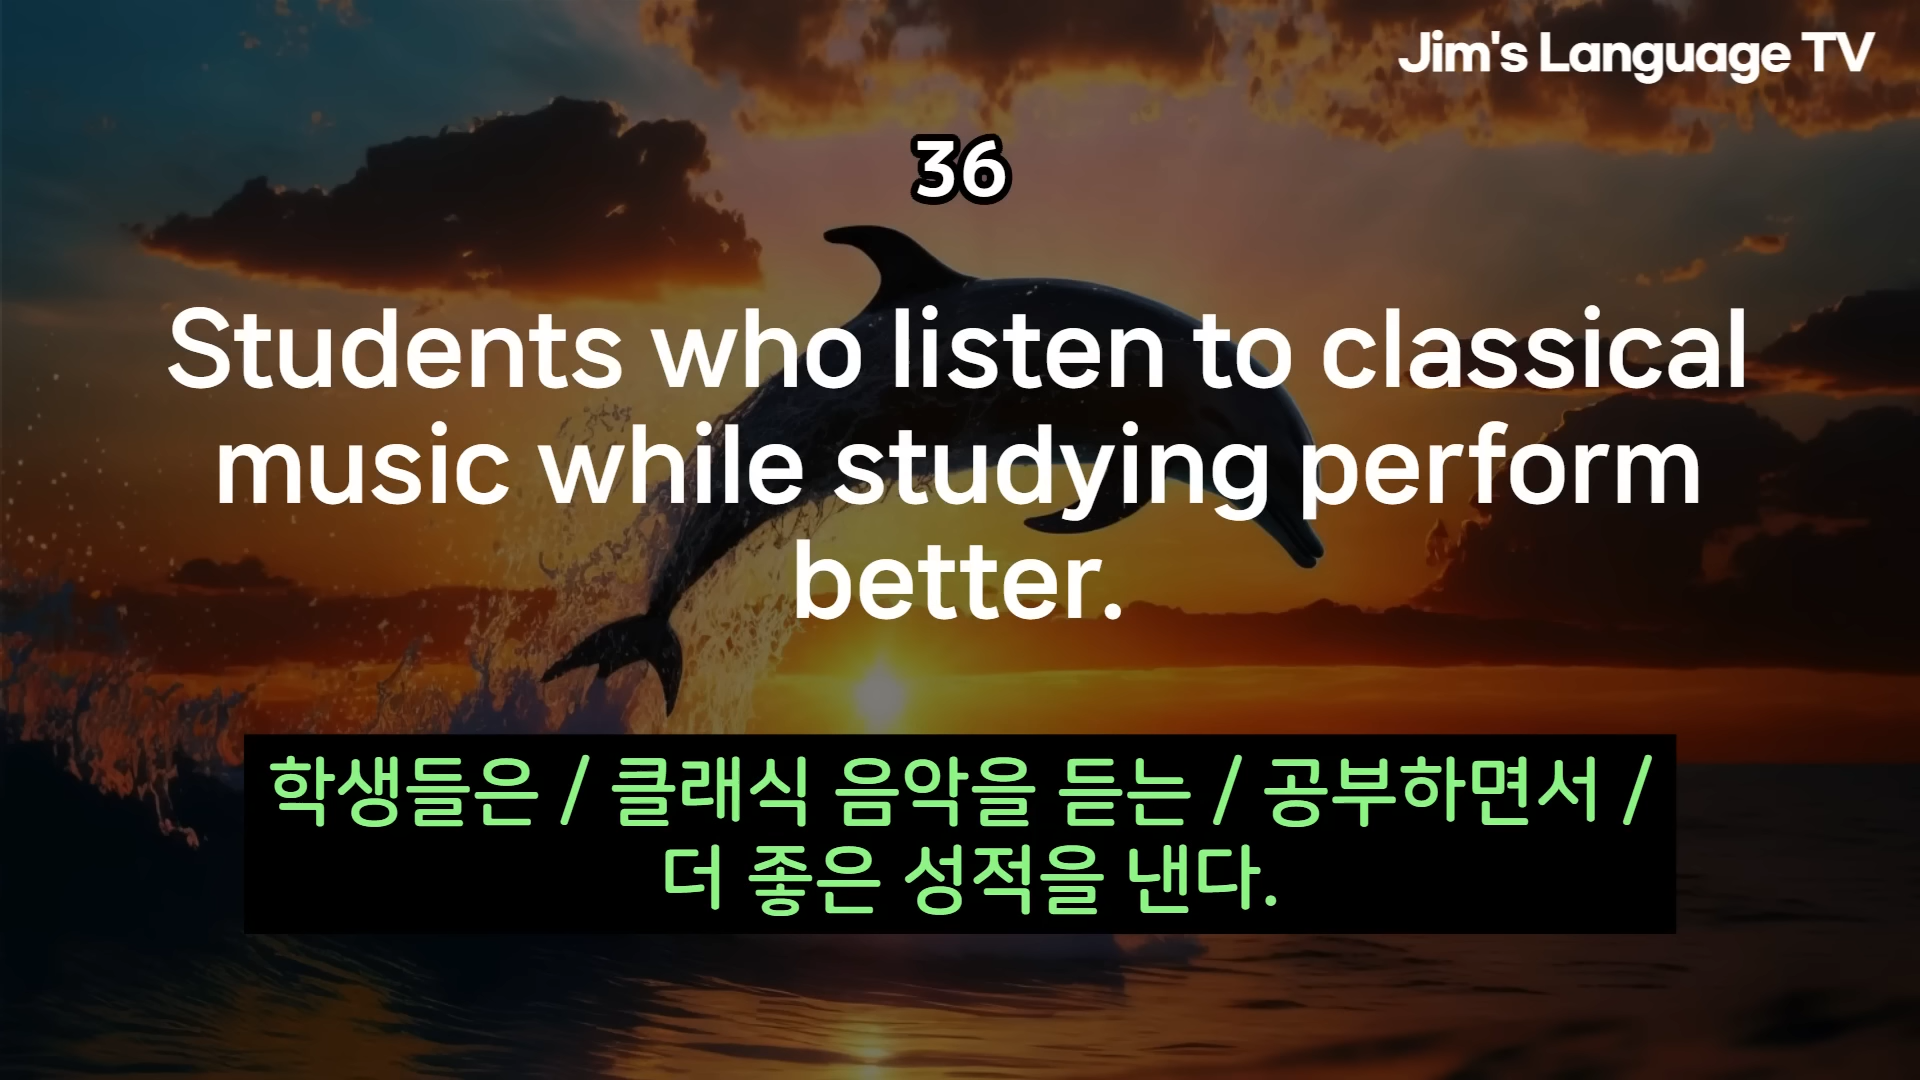 Jim's Language TV
36
Students who listen to classical
music while studying perform
better.
학생들은 / 클래식 음악을 듣는 / 공부하면서 /
더 좋은 성적을 낸다.